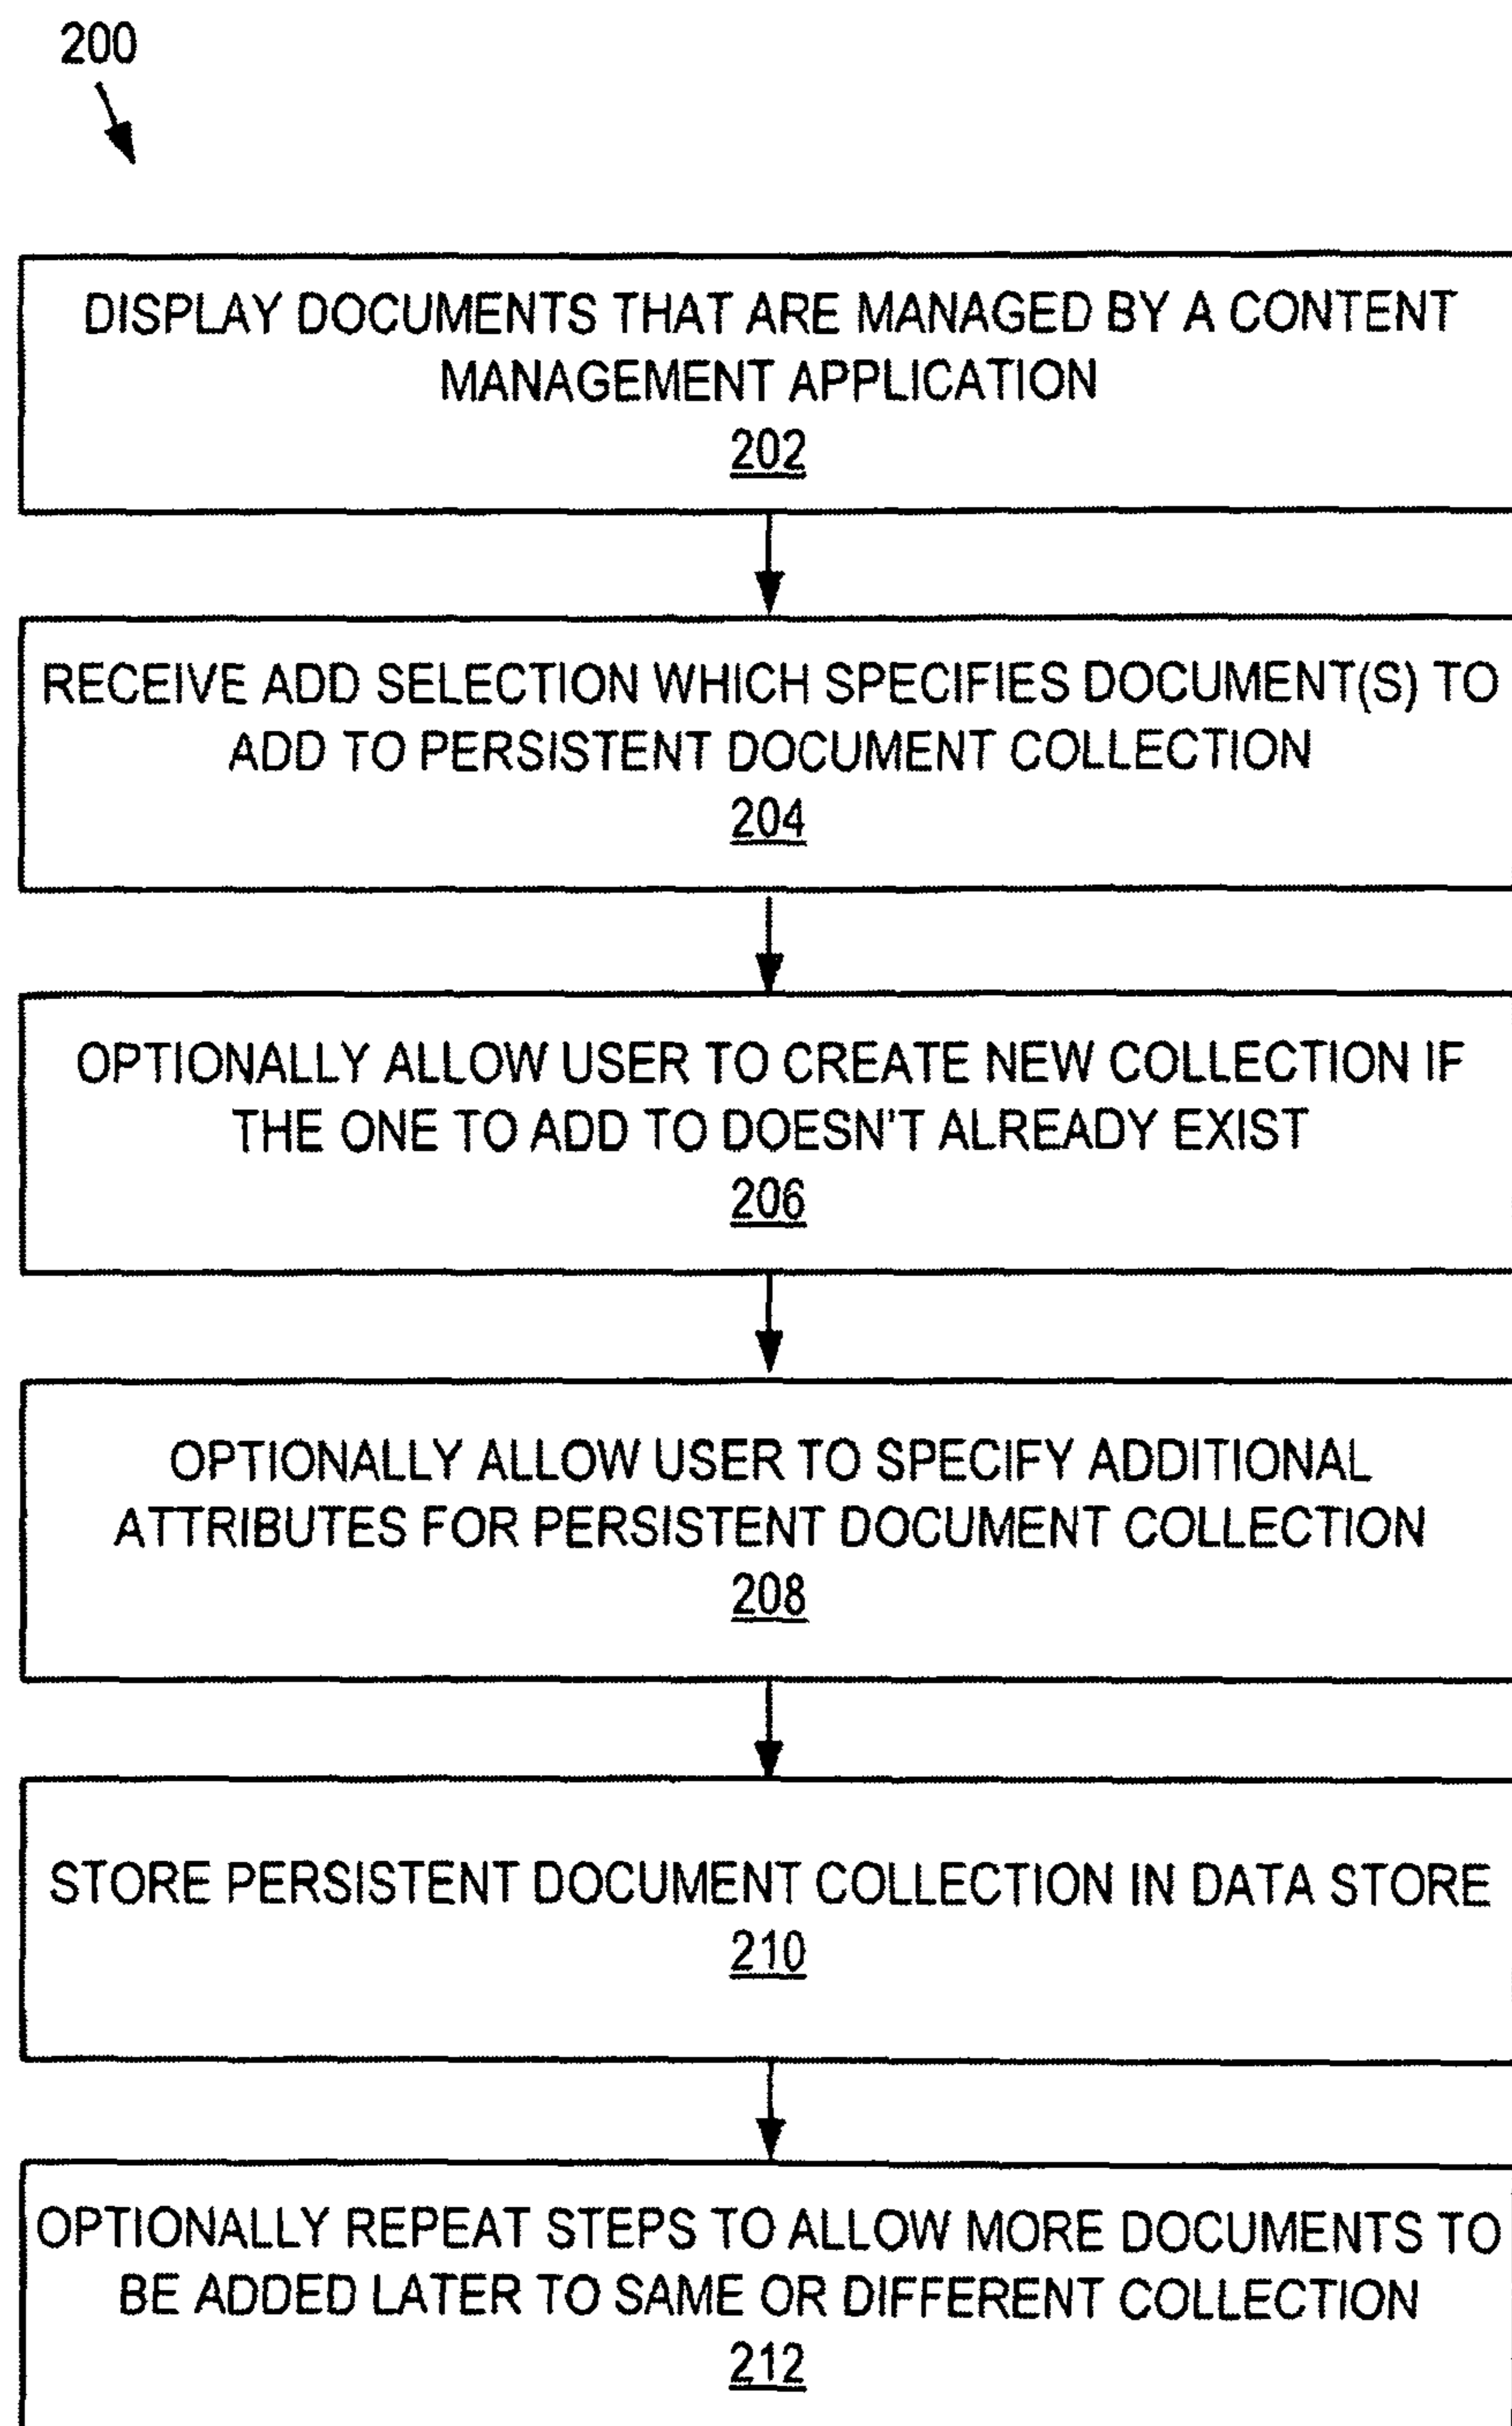 200
DISPLAY DOCUMENTS THAT ARE MANAGED BY A CONTENT
MANAGEMENT APPLICATION
202
RECEIVE ADD SELECTION WHICH SPECIFIES DOCUMENT(S) TO
ADD TO PERSISTENT DOCUMENT COLLECTION
204
OPTIONALLY ALLOW USER TO CREATE NEW COLLECTION IF
THE ONE TO ADD TO DOESN'T ALREADY EXIST
206
OPTIONALLY ALLOW USER TO SPECIFY ADDITIONAL
ATTRIBUTES FOR PERSISTENT DOCUMENT COLLECTION
208
STORE PERSISTENT DOCUMENT COLLECTION IN DATA STORE
210
OPTIONALLY REPEAT STEPS TO ALLOW MORE DOCUMENTS TO
BE ADDED LATER TO SAME OR DIFFERENT COLLECTION
212